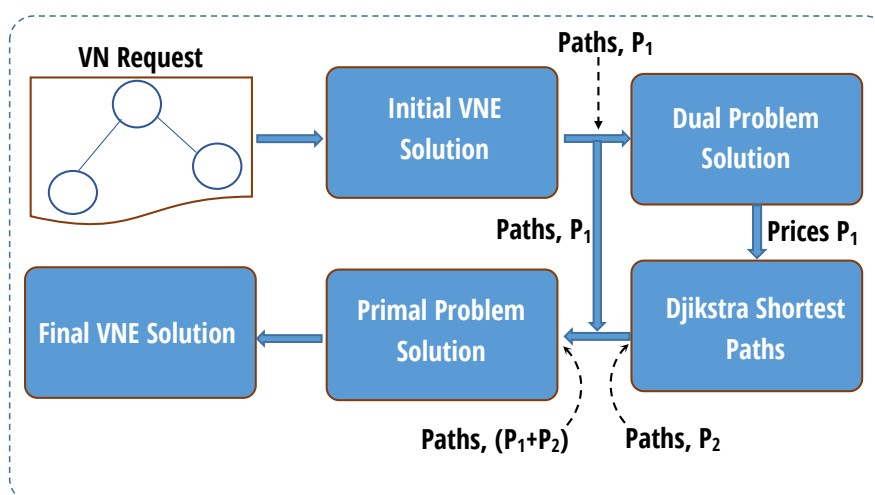 VN Request
Paths, P₁
Initial VNE
Solution
Dual Problem
Solution
Paths, P₁
Prices P₁
Final VNE Solution
Primal Problem
Solution
Djikstra Shortest
Paths
Paths, (P₁+P₂)
Paths, P₂